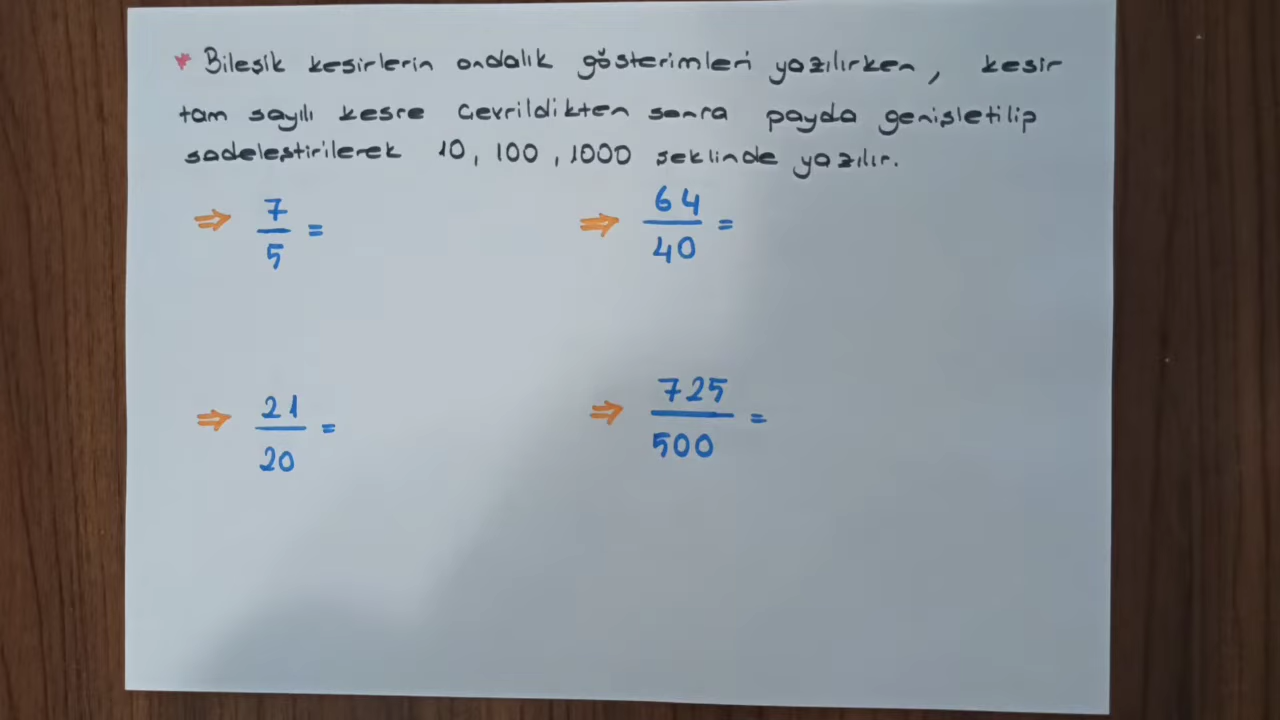 * Bileşik kesirlerin ondalık gösterimleri yazılırken, kesir
tam sayılı kesre çevrildikten sonra payda genişletilip
sadeleştirilerek 10, 100, 1000 şeklinde yazılır.
⇒ 7/5 =
⇒ 64/40 =
⇒ 21/20 =
⇒ 725/500 =